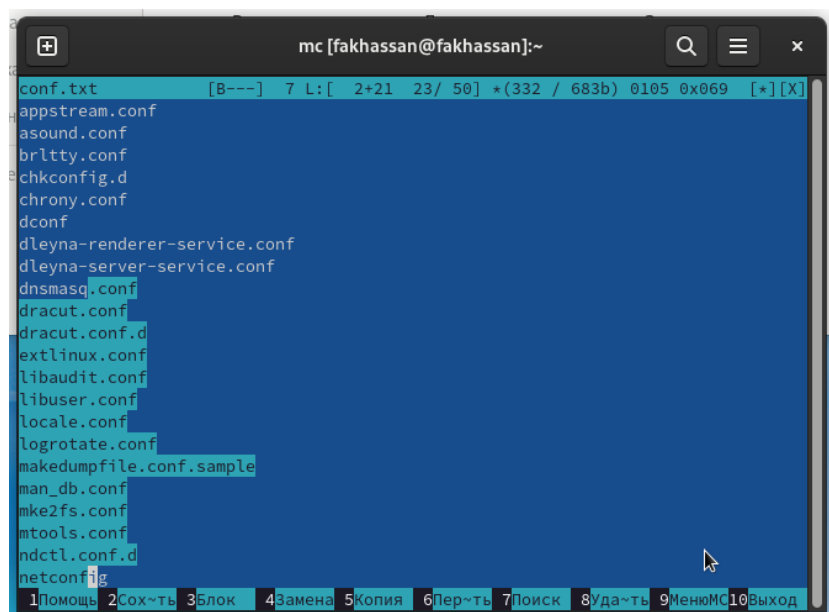 mc [fakhassan@fakhassan]:~
conf.txt [B---] 7 L:[ 2+21 23/ 50] *(332 / 683b) 0105 0x069 [*][X]
appstream.conf
asound.conf
brltty.conf
chkconfig.d
chrony.conf
dconf
dleyna-renderer-service.conf
dleyna-server-service.conf
dnsmasq.conf
dracut.conf
dracut.conf.d
extlinux.conf
libaudit.conf
libuser.conf
locale.conf
logrotate.conf
makedumpfile.conf.sample
man_db.conf
mke2fs.conf
mtools.conf
ndctl.conf.d
netconfig
1Помощь 2Сох~ть 3Блок 4Замена 5Копия 6Пер~ть 7Поиск 8Уда~ть 9МенюMC10Выход